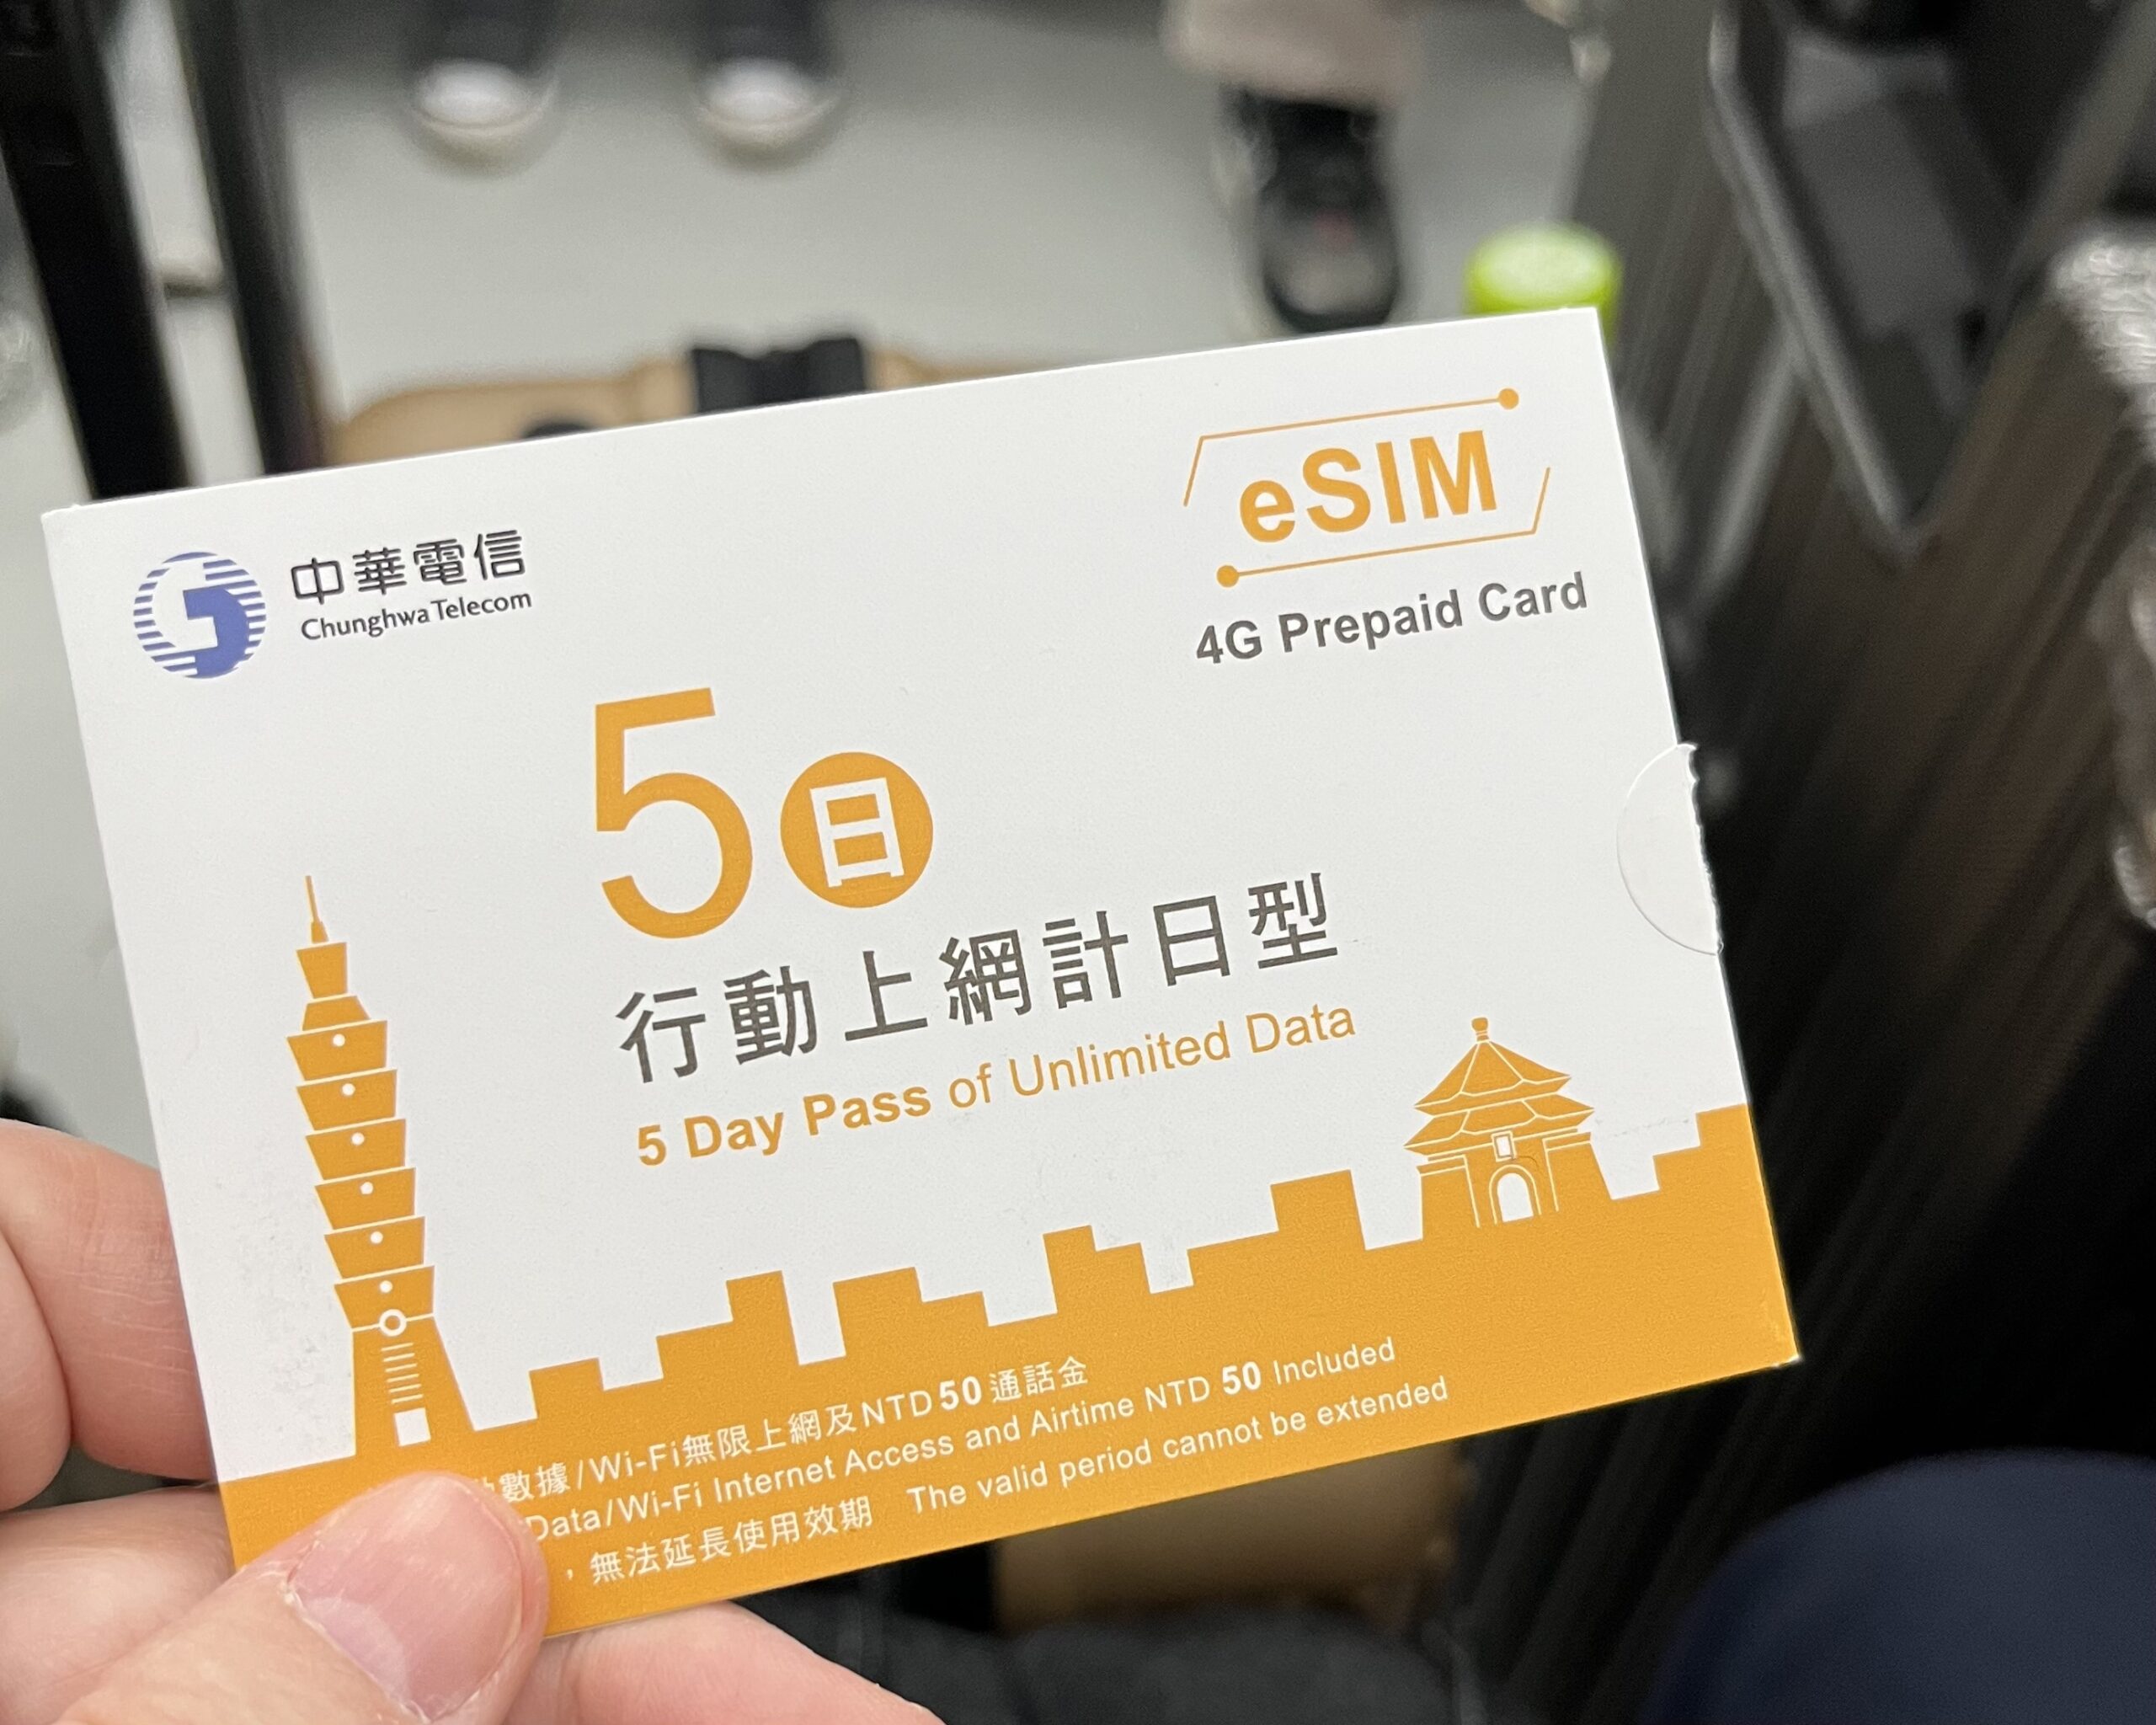 中華電信
Chunghwa Telecom
eSIM
4G Prepaid Card
5日
行動上網計日型
5 Day Pass of Unlimited Data
數據/Wi-Fi無限上網及NTD 50 通話金
Data/Wi-Fi Internet Access and Airtime NTD 50 Included
，無法延長使用效期 The valid period cannot be extended